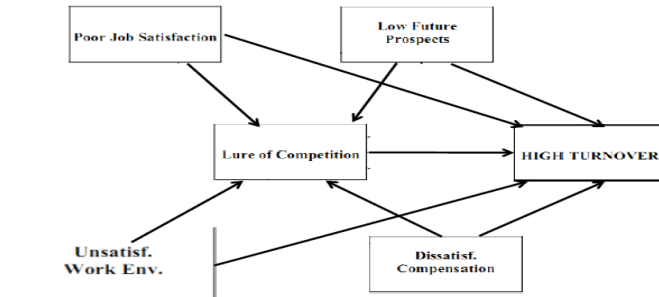 Poor Job Satisfaction
Low Future
Prospects
Lure of Competition
HIGH TURNOVER
Unsatisf.
Work Env.
Dissatisf.
Compensation